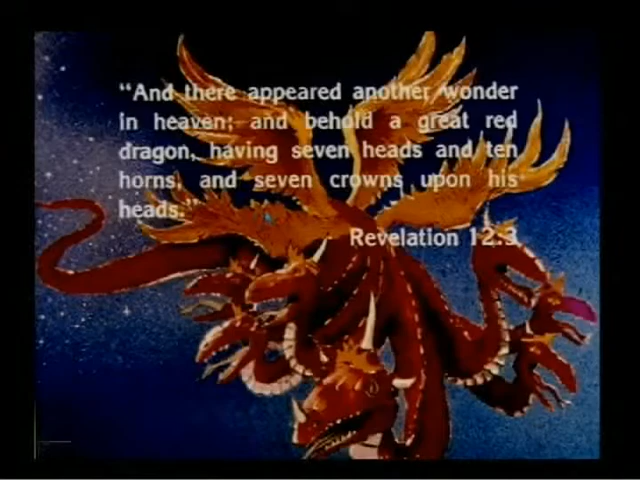 “And there appeared another wonder
in heaven; and behold a great red
dragon, having seven heads and ten
horns, and seven crowns upon his
heads.”
Revelation 12:3